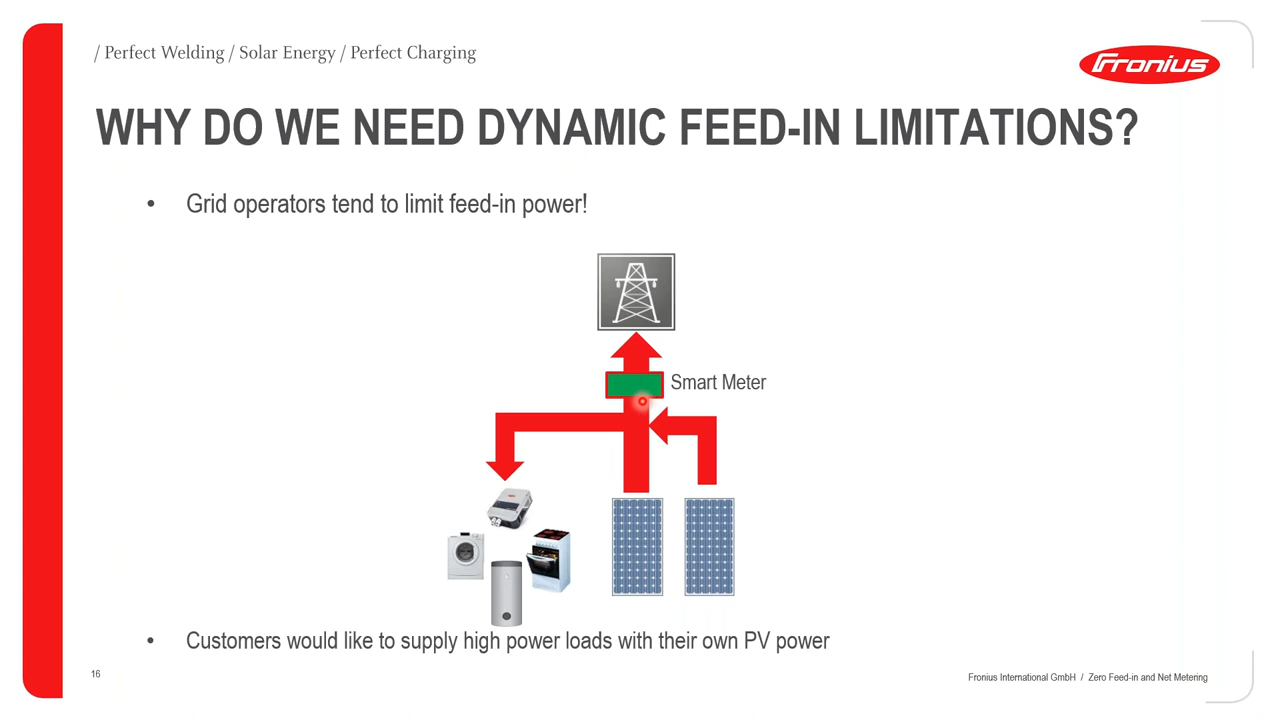 / Perfect Welding / Solar Energy / Perfect Charging
Fronius
WHY DO WE NEED DYNAMIC FEED-IN LIMITATIONS?
• Grid operators tend to limit feed-in power!
Smart Meter
• Customers would like to supply high power loads with their own PV power
16
Fronius International GmbH / Zero Feed-in and Net Metering